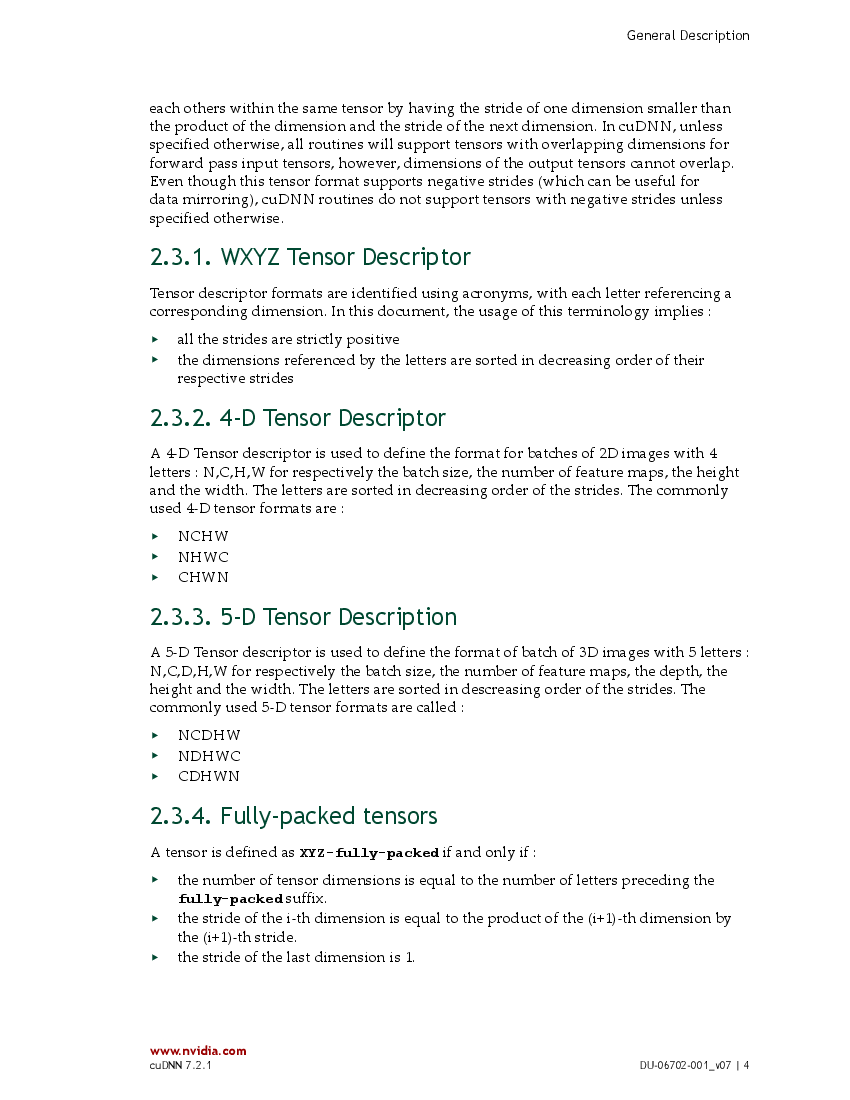 General Description
each others within the same tensor by having the stride of one dimension smaller than
the product of the dimension and the stride of the next dimension. In cuDNN, unless
specified otherwise, all routines will support tensors with overlapping dimensions for
forward pass input tensors, however, dimensions of the output tensors cannot overlap.
Even though this tensor format supports negative strides (which can be useful for
data mirroring), cuDNN routines do not support tensors with negative strides unless
specified otherwise.
2.3.1. WXYZ Tensor Descriptor
Tensor descriptor formats are identified using acronyms, with each letter referencing a
corresponding dimension. In this document, the usage of this terminology implies :
▸ all the strides are strictly positive
▸ the dimensions referenced by the letters are sorted in decreasing order of their
respective strides
2.3.2. 4-D Tensor Descriptor
A 4-D Tensor descriptor is used to define the format for batches of 2D images with 4
letters : N,C,H,W for respectively the batch size, the number of feature maps, the height
and the width. The letters are sorted in decreasing order of the strides. The commonly
used 4-D tensor formats are :
▸ NCHW
▸ NHWC
▸ CHWN
2.3.3. 5-D Tensor Description
A 5-D Tensor descriptor is used to define the format of batch of 3D images with 5 letters :
N,C,D,H,W for respectively the batch size, the number of feature maps, the depth, the
height and the width. The letters are sorted in descreasing order of the strides. The
commonly used 5-D tensor formats are called :
▸ NCDHW
▸ NDHWC
▸ CDHWN
2.3.4. Fully-packed tensors
A tensor is defined as XYZ-fully-packed if and only if :
▸ the number of tensor dimensions is equal to the number of letters preceding the
fully-packed suffix.
▸ the stride of the i-th dimension is equal to the product of the (i+1)-th dimension by
the (i+1)-th stride.
▸ the stride of the last dimension is 1.
www.nvidia.com
cuDNN 7.2.1
DU-06702-001_v07 | 4